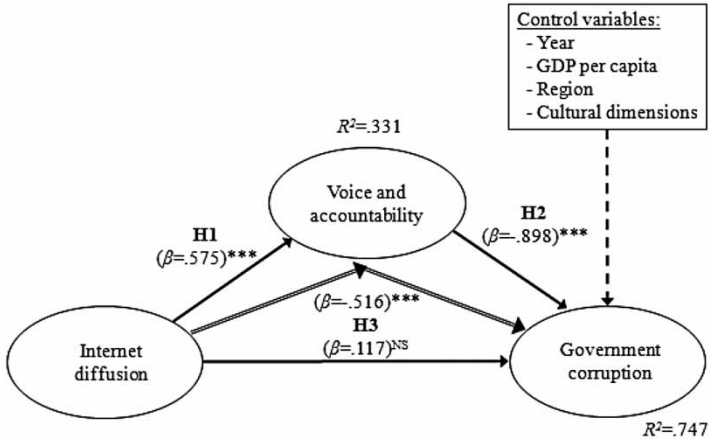 Control variables:
- Year
- GDP per capita
- Region
- Cultural dimensions
R²=.331
Voice and
accountability
H1
(β=.575)***
H2
(β=-.898)***
(β=-.516)***
H3
(β=.117)ᴺˢ
Internet
diffusion
Government
corruption
R²=.747